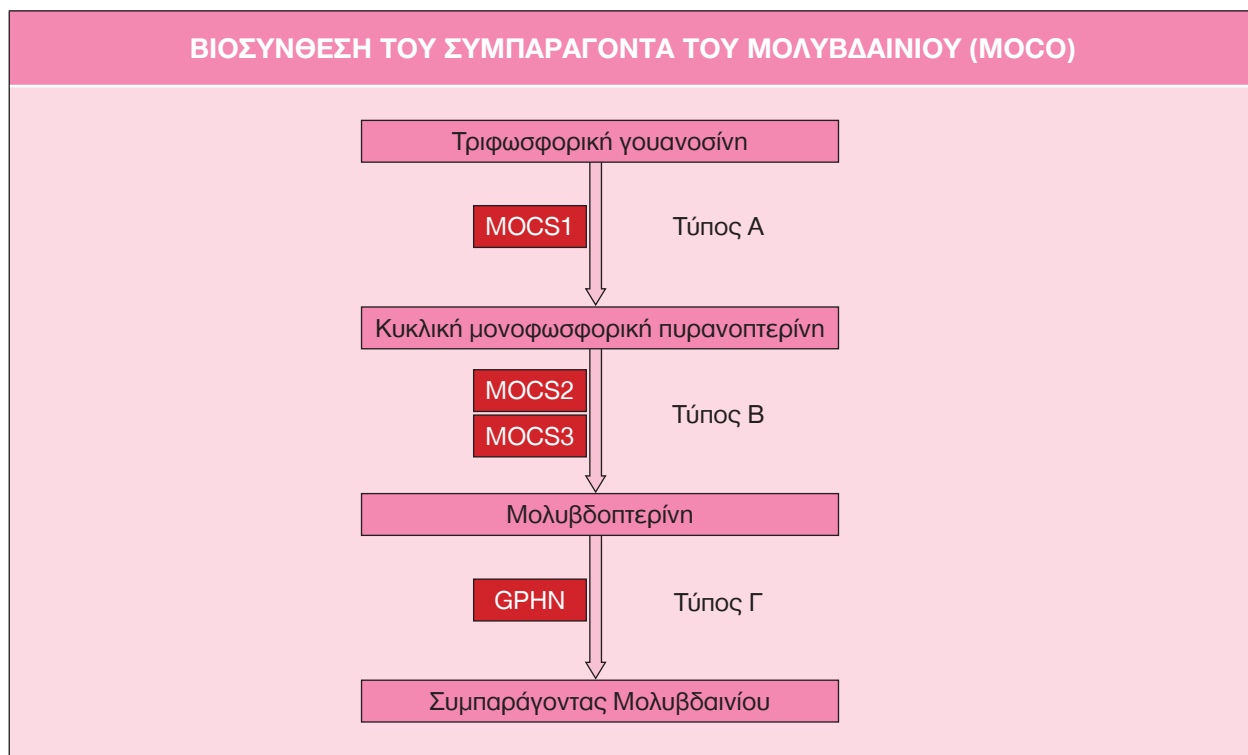 ΒΙΟΣΥΝΘΕΣΗ ΤΟΥ ΣΥΜΠΑΡΑΓΟΝΤΑ ΤΟΥ ΜΟΛΥΒΔΑΙΝΙΟΥ (MOCO)
Τριφωσφορική γουανοσίνη
MOCS1 Τύπος Α
Κυκλική μονοφωσφορική πυρανοπτερίνη
MOCS2
MOCS3
Τύπος Β
Μολυβδοπτερίνη
GPHN Τύπος Γ
Συμπαράγοντας Μολυβδαινίου